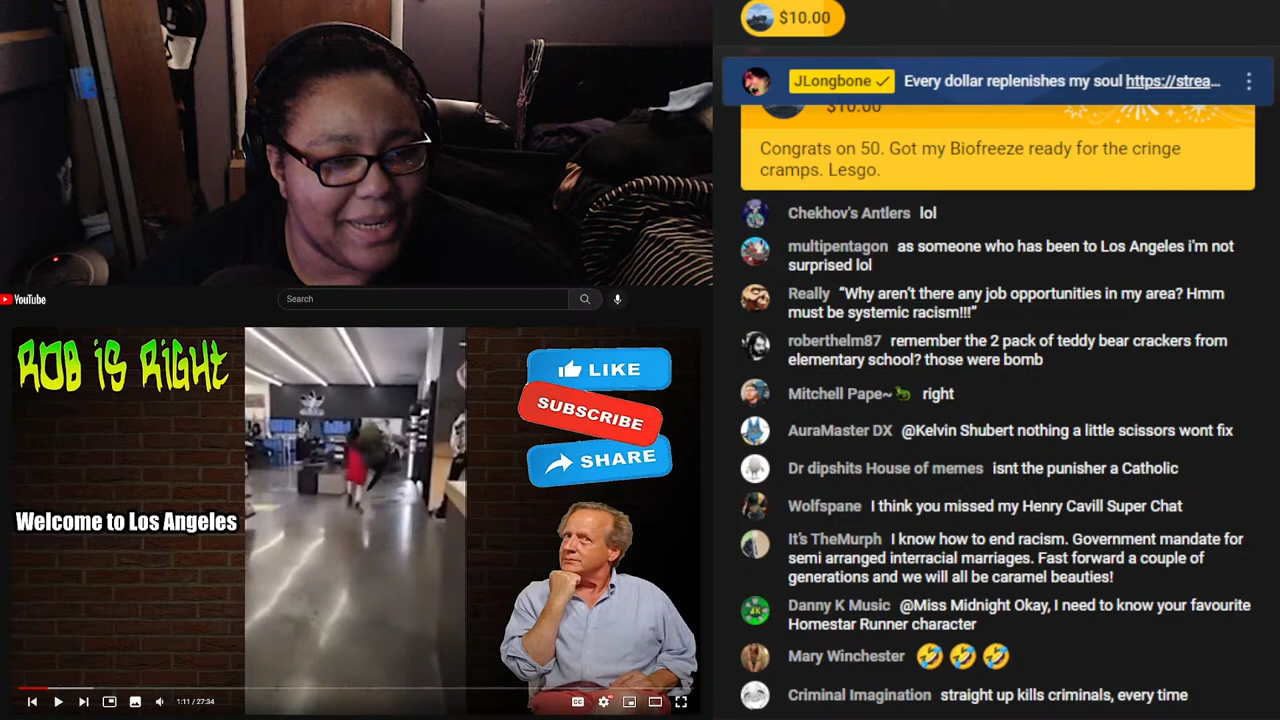 $10.00
JLongbone Every dollar replenishes my soul https://strea...
$10.00
Congrats on 50. Got my Biofreeze ready for the cringe
cramps. Lesgo.
Chekhov's Antlers lol
multipentagon as someone who has been to Los Angeles i'm not
surprised lol
Really “Why aren't there any job opportunities in my area? Hmm
must be systemic racism!!!”
roberthelm87 remember the 2 pack of teddy bear crackers from
elementary school? those were bomb
Mitchell Pape~ right
AuraMaster DX @Kelvin Shubert nothing a little scissors wont fix
Dr dipshits House of memes isnt the punisher a Catholic
Wolfspane I think you missed my Henry Cavill Super Chat
It's TheMurph I know how to end racism. Government mandate for
semi arranged interracial marriages. Fast forward a couple of
generations and we will all be caramel beauties!
Danny K Music @Miss Midnight Okay, I need to know your favourite
Homestar Runner character
Mary Winchester 🤣 🤣 🤣
Criminal Imagination straight up kills criminals, every time
YouTube
Search
ROB iS RiGHT
LIKE
SUBSCRIBE
SHARE
Welcome to Los Angeles
1:11 / 27:34
CC